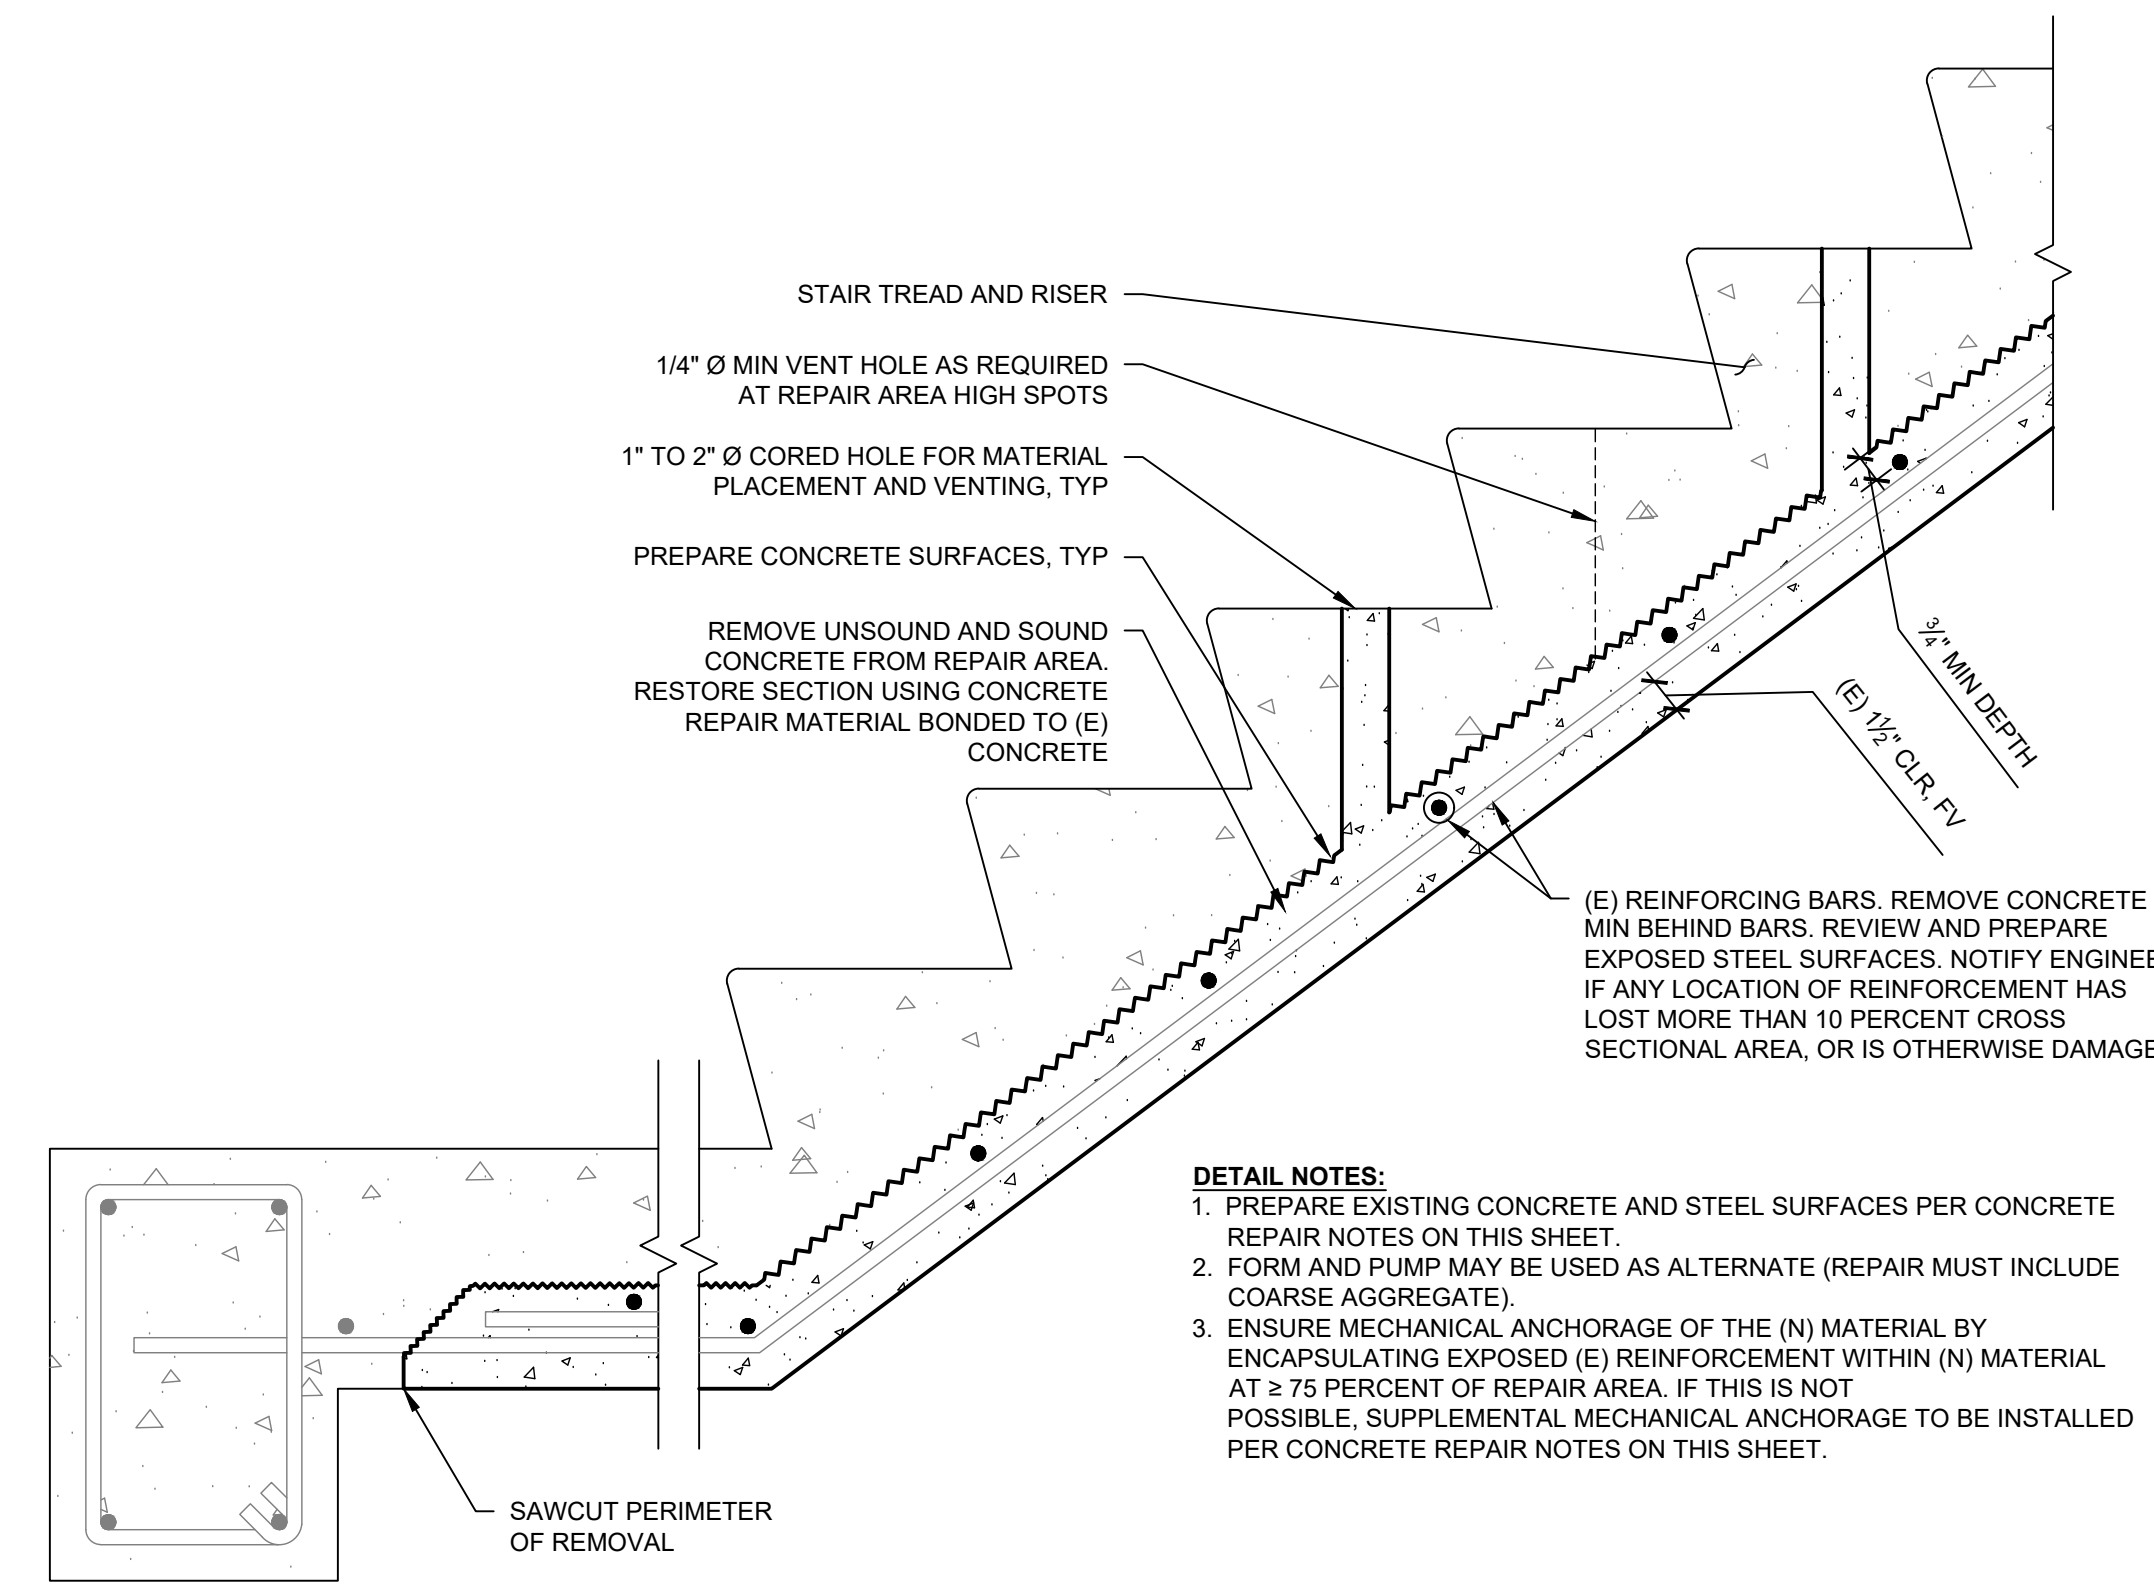 STAIR TREAD AND RISER
1/4" Ø MIN VENT HOLE AS REQUIRED
AT REPAIR AREA HIGH SPOTS
1" TO 2" Ø CORED HOLE FOR MATERIAL
PLACEMENT AND VENTING, TYP
PREPARE CONCRETE SURFACES, TYP
REMOVE UNSOUND AND SOUND
CONCRETE FROM REPAIR AREA.
RESTORE SECTION USING CONCRETE
REPAIR MATERIAL BONDED TO (E)
CONCRETE
¾" MIN DEPTH
(E) 1½" CLR, FV
(E) REINFORCING BARS. REMOVE CONCRETE
MIN BEHIND BARS. REVIEW AND PREPARE
EXPOSED STEEL SURFACES. NOTIFY ENGINEE
IF ANY LOCATION OF REINFORCEMENT HAS
LOST MORE THAN 10 PERCENT CROSS
SECTIONAL AREA, OR IS OTHERWISE DAMAGE
DETAIL NOTES:
1. PREPARE EXISTING CONCRETE AND STEEL SURFACES PER CONCRETE
REPAIR NOTES ON THIS SHEET.
2. FORM AND PUMP MAY BE USED AS ALTERNATE (REPAIR MUST INCLUDE
COARSE AGGREGATE).
3. ENSURE MECHANICAL ANCHORAGE OF THE (N) MATERIAL BY
ENCAPSULATING EXPOSED (E) REINFORCEMENT WITHIN (N) MATERIAL
AT ≥ 75 PERCENT OF REPAIR AREA. IF THIS IS NOT
POSSIBLE, SUPPLEMENTAL MECHANICAL ANCHORAGE TO BE INSTALLED
PER CONCRETE REPAIR NOTES ON THIS SHEET.
SAWCUT PERIMETER
OF REMOVAL